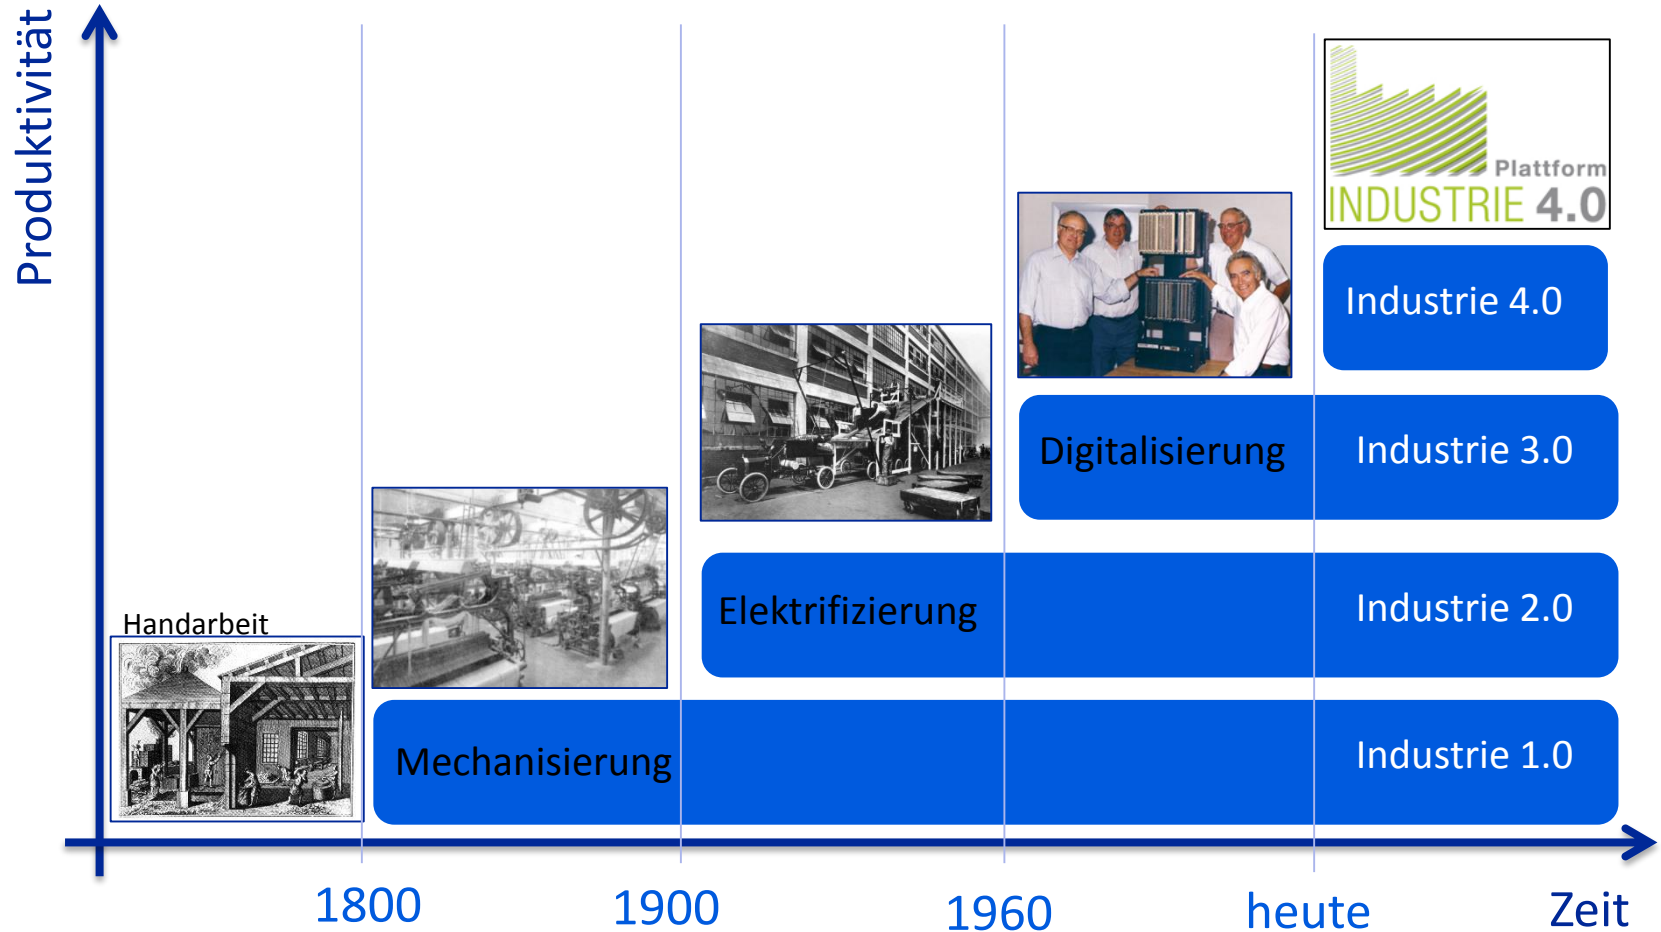 Produktivität
Plattform
INDUSTRIE 4.0
Industrie 4.0
Digitalisierung
Industrie 3.0
Elektrifizierung
Industrie 2.0
Handarbeit
Mechanisierung
Industrie 1.0
1800
1900
1960
heute
Zeit